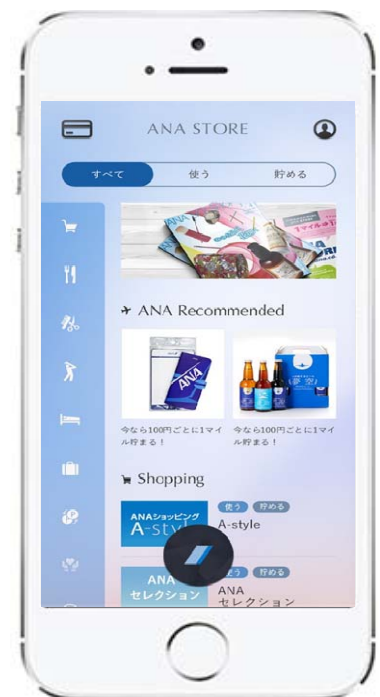 ANA STORE
すべて
使う
貯める
ANA Recommended
ANA
今なら100円ごとに1マイ
ル貯まる！
今なら100円ごとに1マイ
ル貯まる！
Shopping
ANAショッピング
A-style
使う 貯める
A-style
ANA
セレクション
使う 貯める
ANA
セレクション